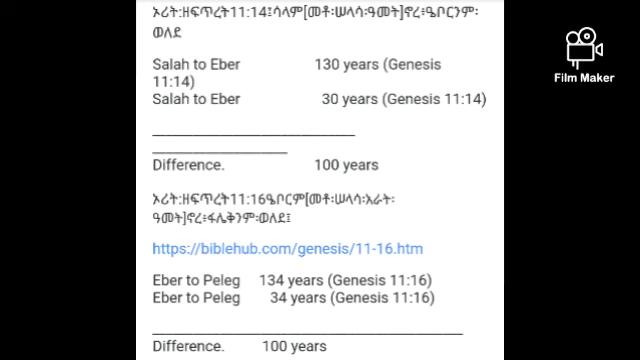 ኦሪት:ዘፍጥረት11:14፤ሳላም[መቶ፡ሠላሳ፡ዓመት]ኖረ፥ዔቦርንም፡
ወለደ
Salah to Eber 130 years (Genesis
11:14)
Salah to Eber 30 years (Genesis 11:14)
Difference. 100 years
ኦሪት:ዘፍጥረት11:16ዔቦርም[መቶ፡ሠላሳ፡አራት፡
ዓመት]ኖረ፥ፋሌቅንም፡ወለደ፤
https://biblehub.com/genesis/11-16.htm
Eber to Peleg 134 years (Genesis 11:16)
Eber to Peleg 34 years (Genesis 11:16)
Difference. 100 years
Film Maker